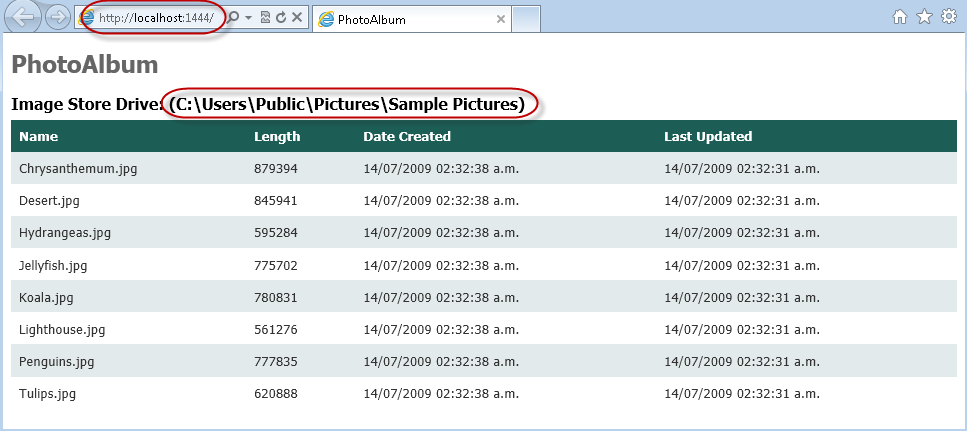 http://localhost:1444/ PhotoAlbum
PhotoAlbum
Image Store Drive: (C:\Users\Public\Pictures\Sample Pictures)
Name Length Date Created Last Updated
Chrysanthemum.jpg 879394 14/07/2009 02:32:38 a.m. 14/07/2009 02:32:31 a.m.
Desert.jpg 845941 14/07/2009 02:32:38 a.m. 14/07/2009 02:32:31 a.m.
Hydrangeas.jpg 595284 14/07/2009 02:32:38 a.m. 14/07/2009 02:32:31 a.m.
Jellyfish.jpg 775702 14/07/2009 02:32:38 a.m. 14/07/2009 02:32:31 a.m.
Koala.jpg 780831 14/07/2009 02:32:38 a.m. 14/07/2009 02:32:31 a.m.
Lighthouse.jpg 561276 14/07/2009 02:32:38 a.m. 14/07/2009 02:32:31 a.m.
Penguins.jpg 777835 14/07/2009 02:32:38 a.m. 14/07/2009 02:32:31 a.m.
Tulips.jpg 620888 14/07/2009 02:32:38 a.m. 14/07/2009 02:32:31 a.m.